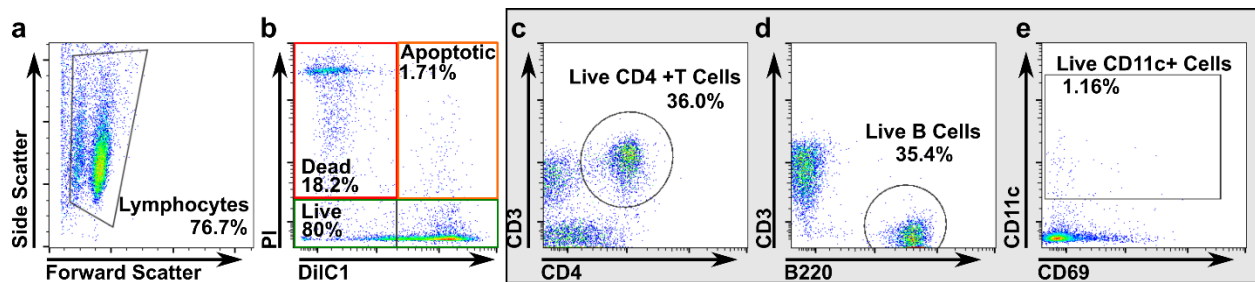 a
Side Scatter
Lymphocytes
76.7%
Forward Scatter
b
PI
Apoptotic
1.71%
Dead
18.2%
Live
80%
DilC1
c
CD3
Live CD4 +T Cells
36.0%
CD4
d
CD3
Live B Cells
35.4%
B220
e
CD11c
Live CD11c+ Cells
1.16%
CD69